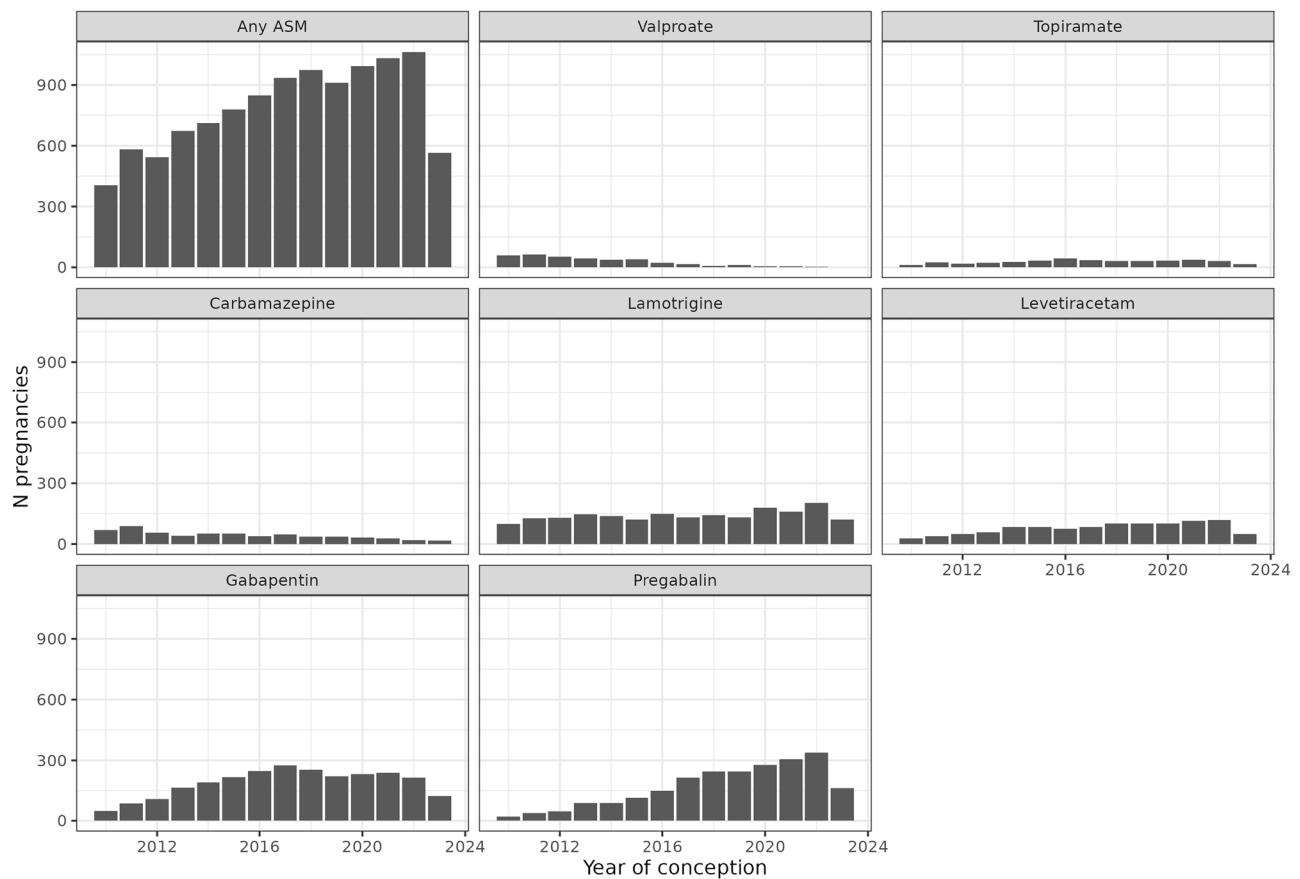 Any ASM
Valproate
Topiramate
900
600
300
0
Carbamazepine
Lamotrigine
Levetiracetam
900
600
300
0
2012 2016 2020 2024
Gabapentin
Pregabalin
900
600
300
0
2012 2016 2020 2024
2012 2016 2020 2024
N pregnancies
Year of conception